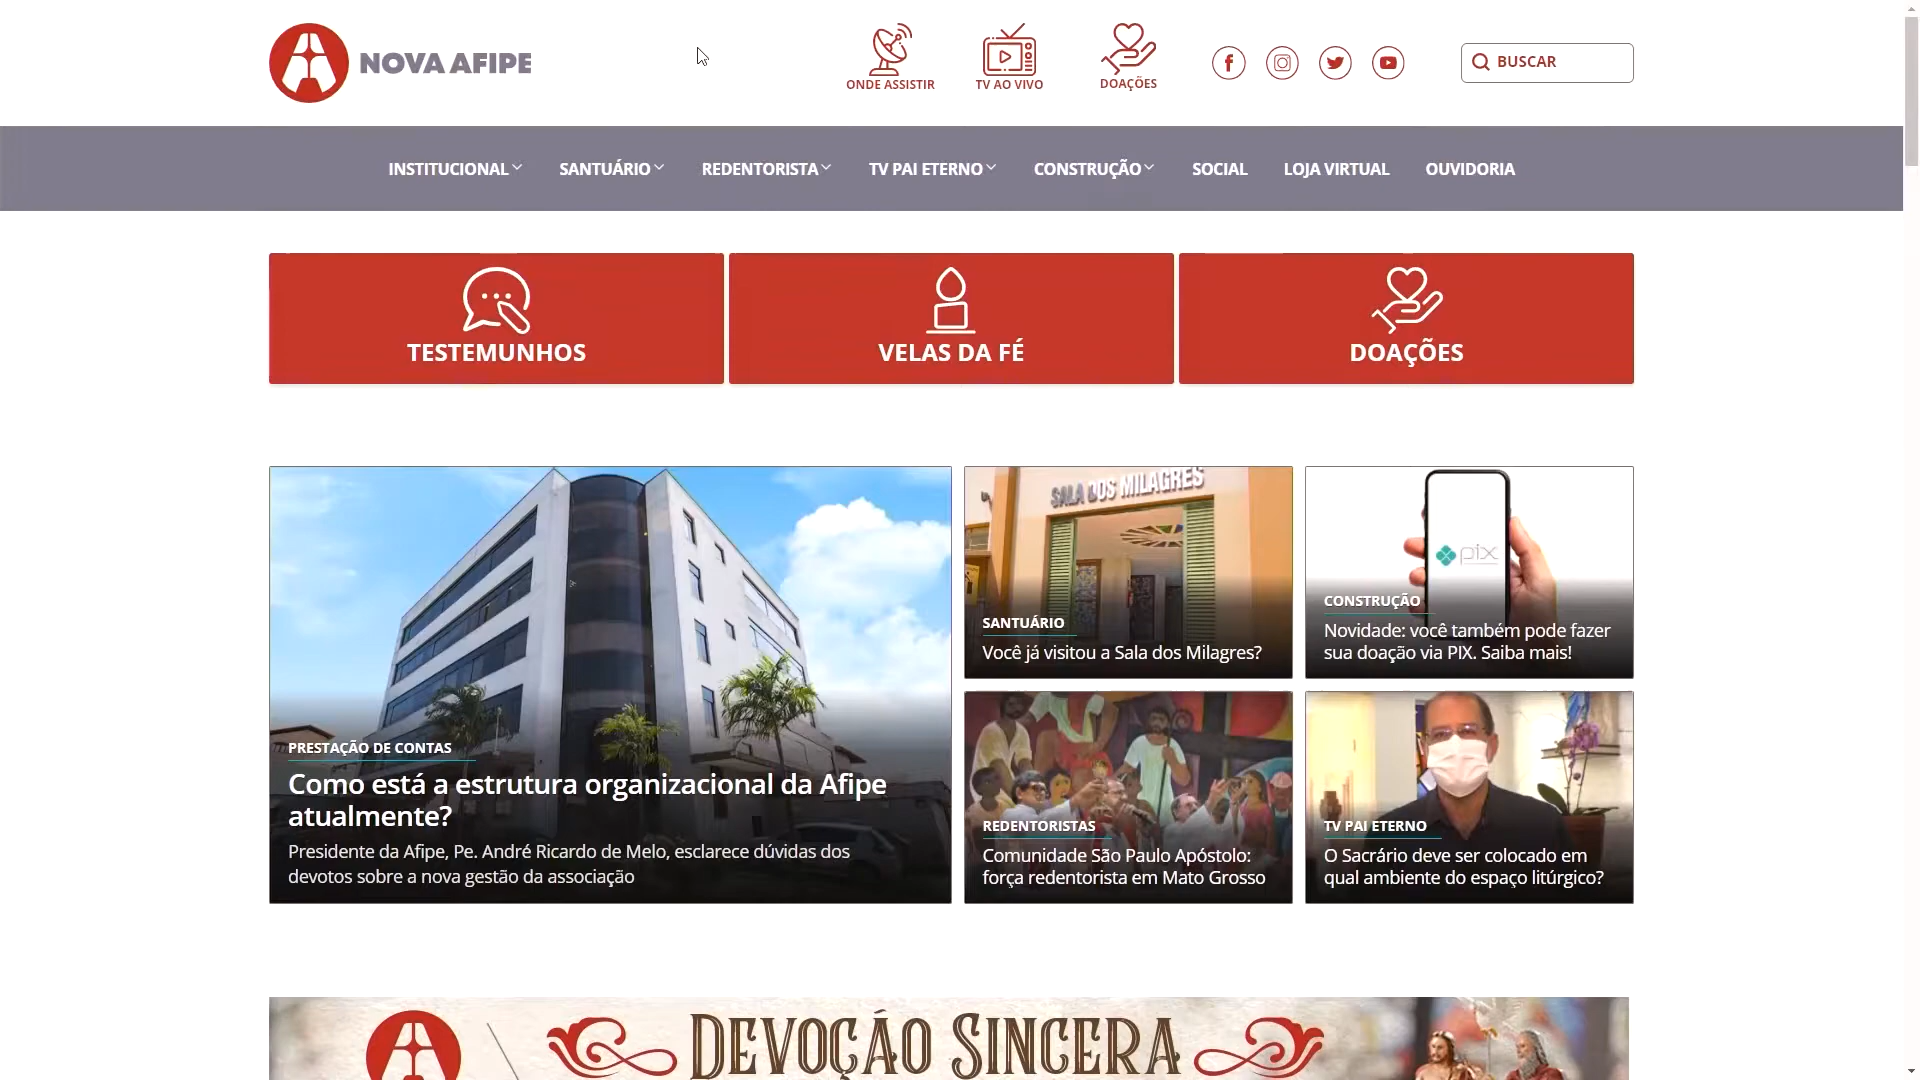 NOVA AFIPE
ONDE ASSISTIR
TV AO VIVO
DOAÇÕES
BUSCAR
INSTITUCIONAL
SANTUÁRIO
REDENTORISTA
TV PAI ETERNO
CONSTRUÇÃO
SOCIAL
LOJA VIRTUAL
OUVIDORIA
TESTEMUNHOS
VELAS DA FÉ
DOAÇÕES
PRESTAÇÃO DE CONTAS
Como está a estrutura organizacional da Afipe
atualmente?
Presidente da Afipe, Pe. André Ricardo de Melo, esclarece dúvidas dos
devotos sobre a nova gestão da associação
SALA DOS MILAGRES
SANTUÁRIO
Você já visitou a Sala dos Milagres?
pix
CONSTRUÇÃO
Novidade: você também pode fazer
sua doação via PIX. Saiba mais!
REDENTORISTAS
Comunidade São Paulo Apóstolo:
força redentorista em Mato Grosso
TV PAI ETERNO
O Sacrário deve ser colocado em
qual ambiente do espaço litúrgico?
DEVOÇÃO SINCERA